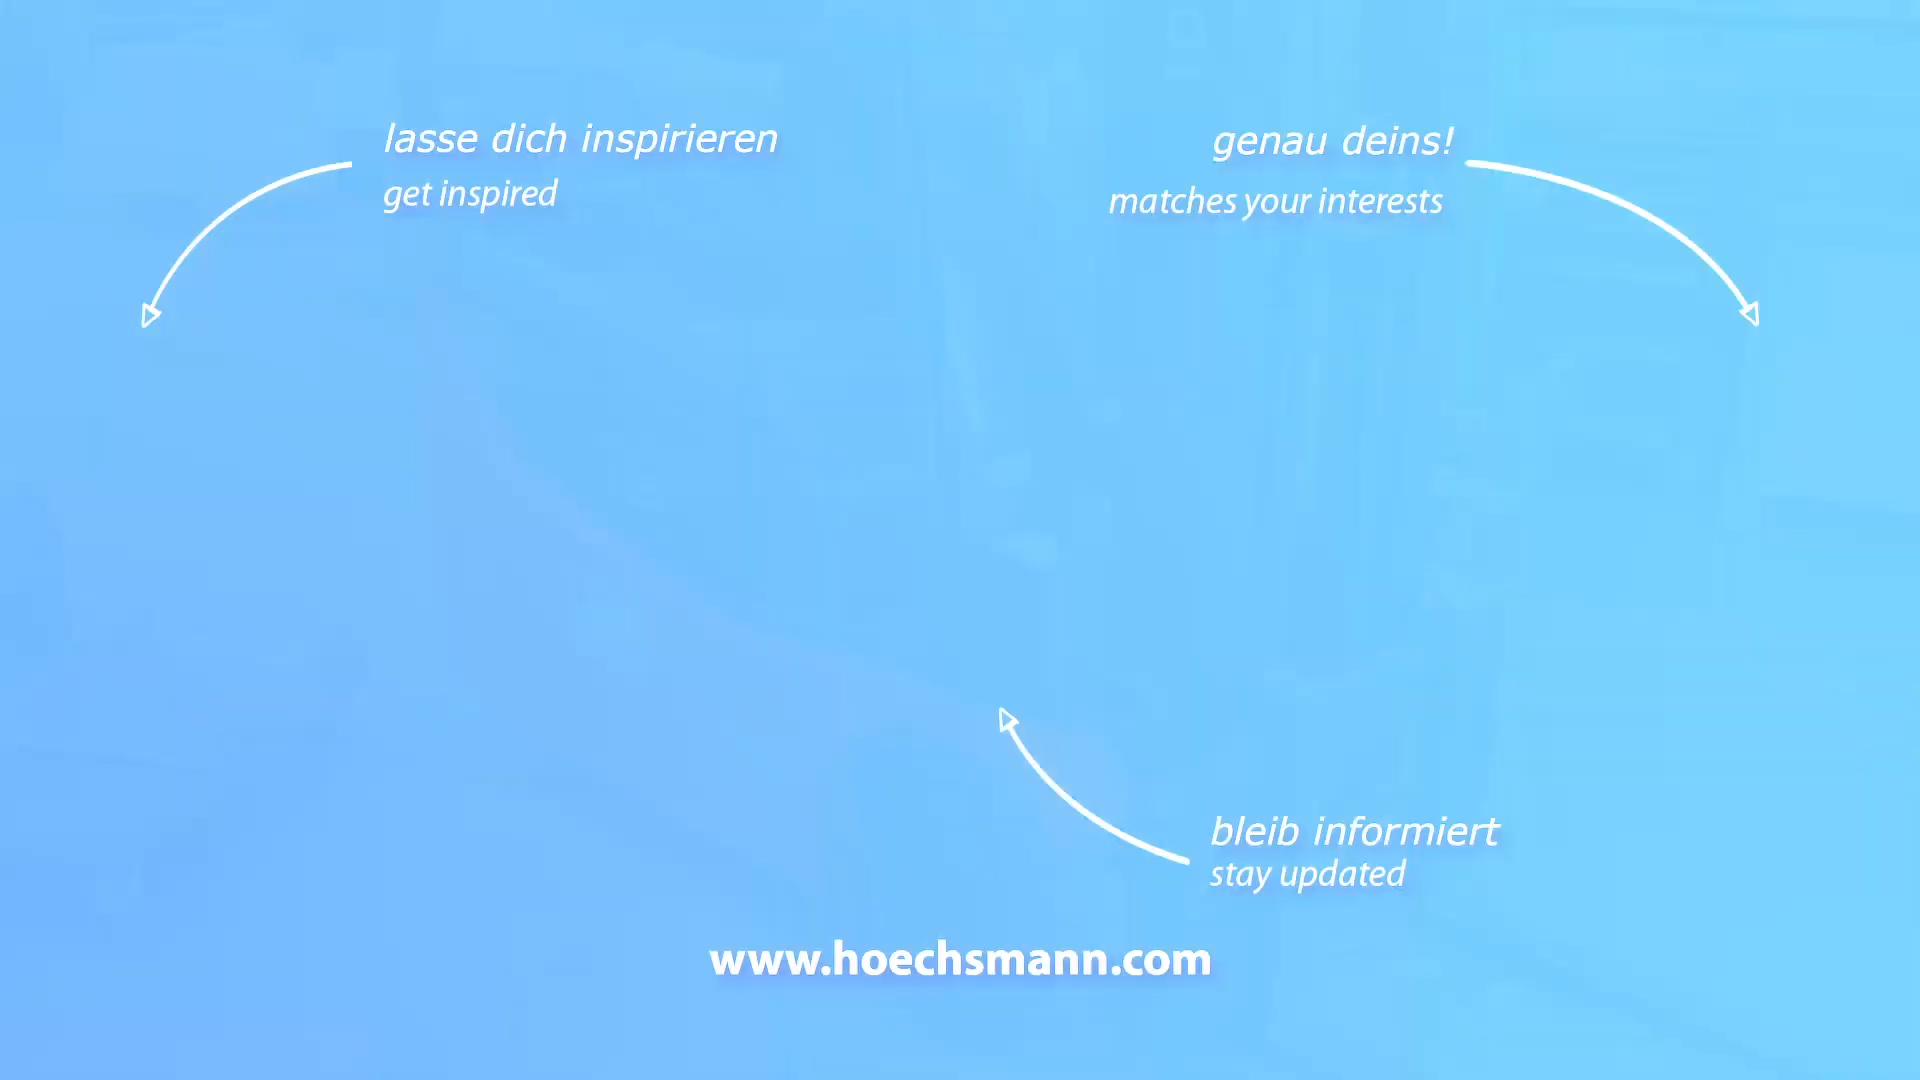 lasse dich inspirieren
get inspired
genau deins!
matches your interests
bleib informiert
stay updated
www.hoechsmann.com